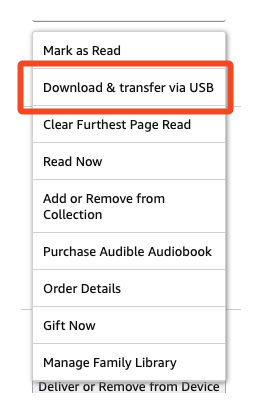 Mark as Read
Download & transfer via USB
Clear Furthest Page Read
Read Now
Add or Remove from
Collection
Purchase Audible Audiobook
Order Details
Gift Now
Manage Family Library
Deliver or Remove from Device